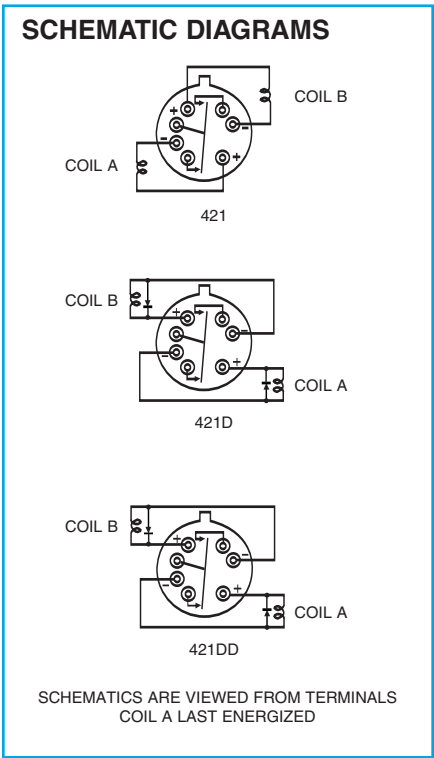 SCHEMATIC DIAGRAMS
COIL B
+
-
-
COIL A
+
421
COIL B
+
-
-
+
COIL A
421D
COIL B
+
-
-
+
COIL A
421DD
SCHEMATICS ARE VIEWED FROM TERMINALS
COIL A LAST ENERGIZED